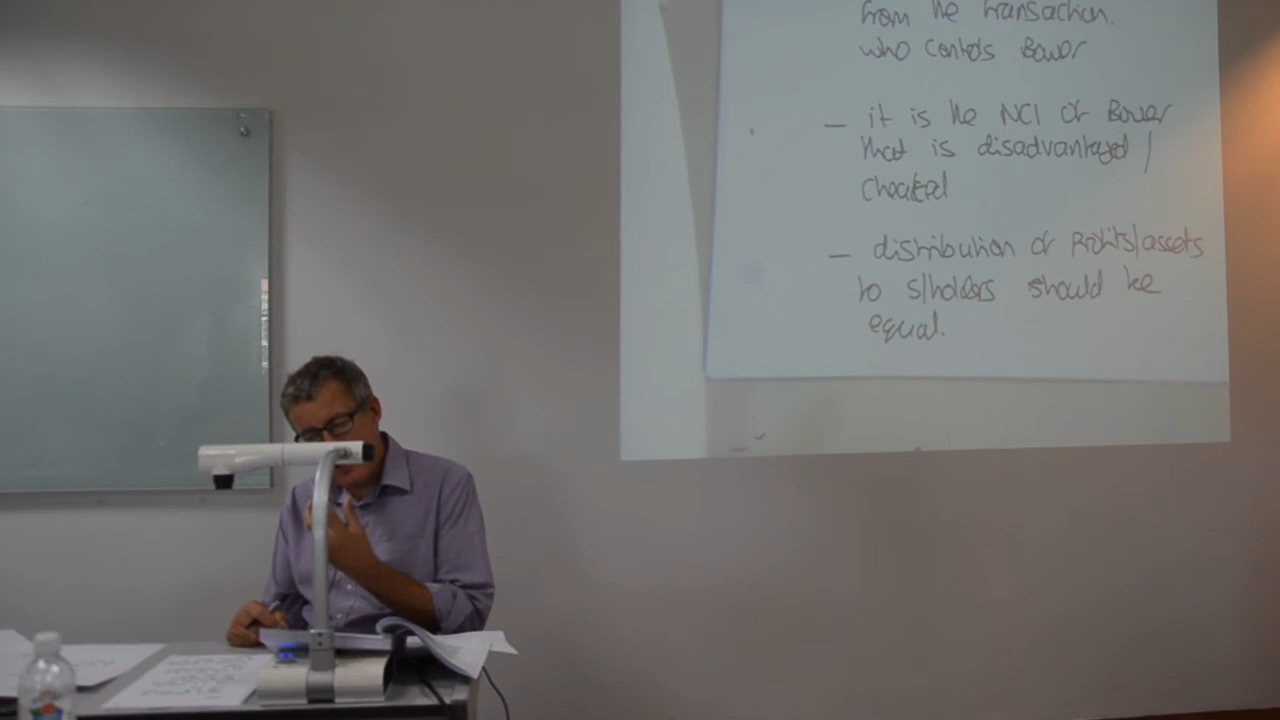 from the transaction.
who controls Bower
– it is the NCI of Bower
that is disadvantaged /
cheated
– distribution of profits/assets
to s/holders should be
equal.